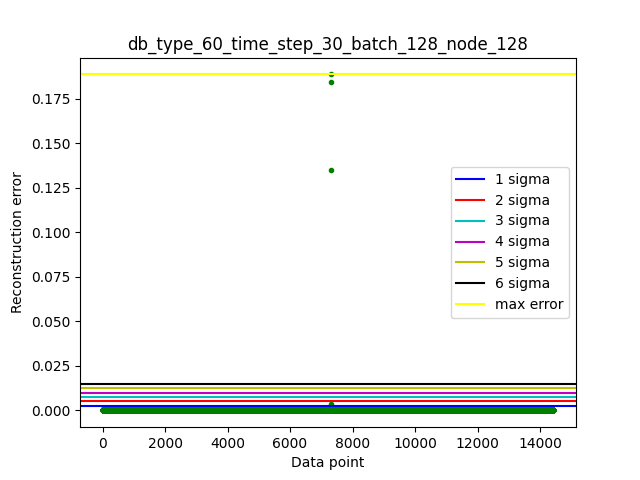 db_type_60_time_step_30_batch_128_node_128
Reconstruction error
0.175
0.150
0.125
0.100
0.075
0.050
0.025
0.000
1 sigma
2 sigma
3 sigma
4 sigma
5 sigma
6 sigma
max error
0 2000 4000 6000 8000 10000 12000 14000
Data point